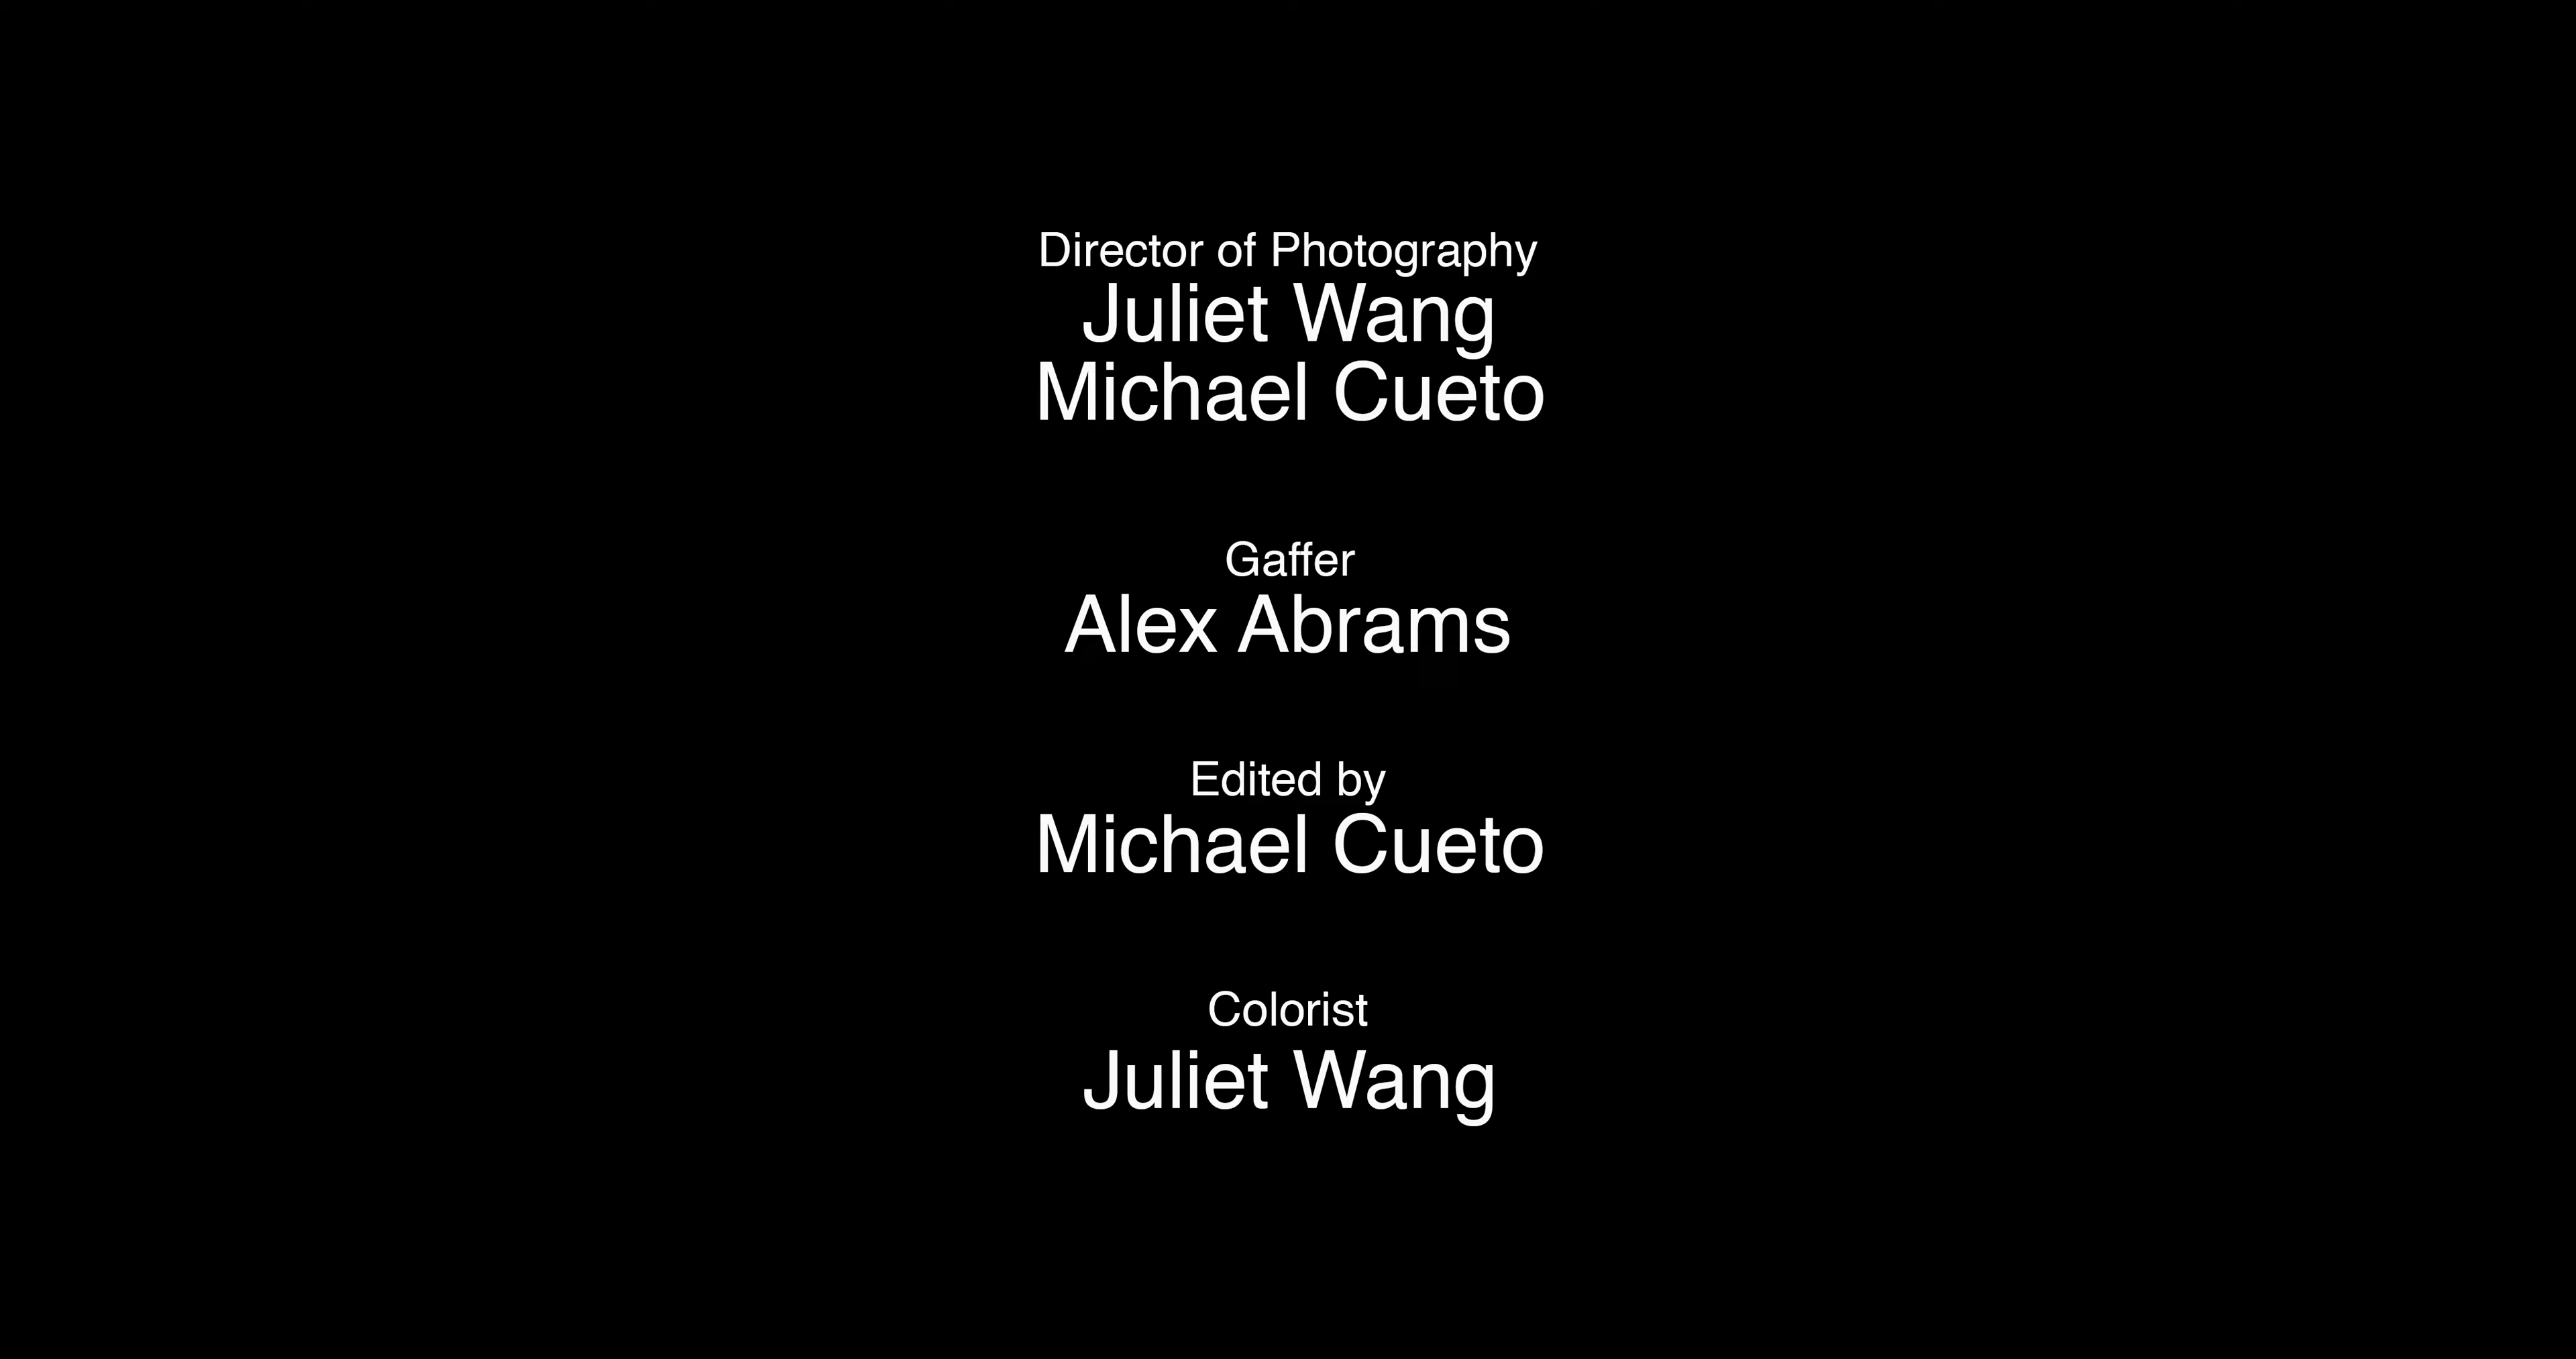 Director of Photography
Juliet Wang
Michael Cueto
Gaffer
Alex Abrams
Edited by
Michael Cueto
Colorist
Juliet Wang